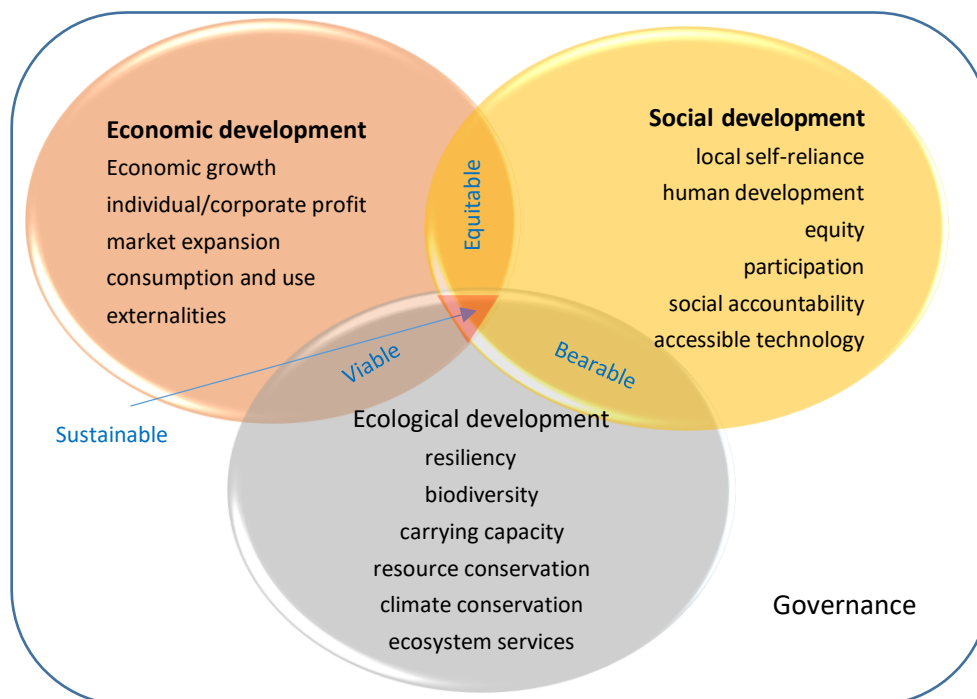 Economic development
Economic growth
individual/corporate profit
market expansion
consumption and use
externalities
Social development
local self-reliance
human development
equity
participation
social accountability
accessible technology
Equitable
Viable
Bearable
Sustainable
Ecological development
resiliency
biodiversity
carrying capacity
resource conservation
climate conservation
ecosystem services
Governance